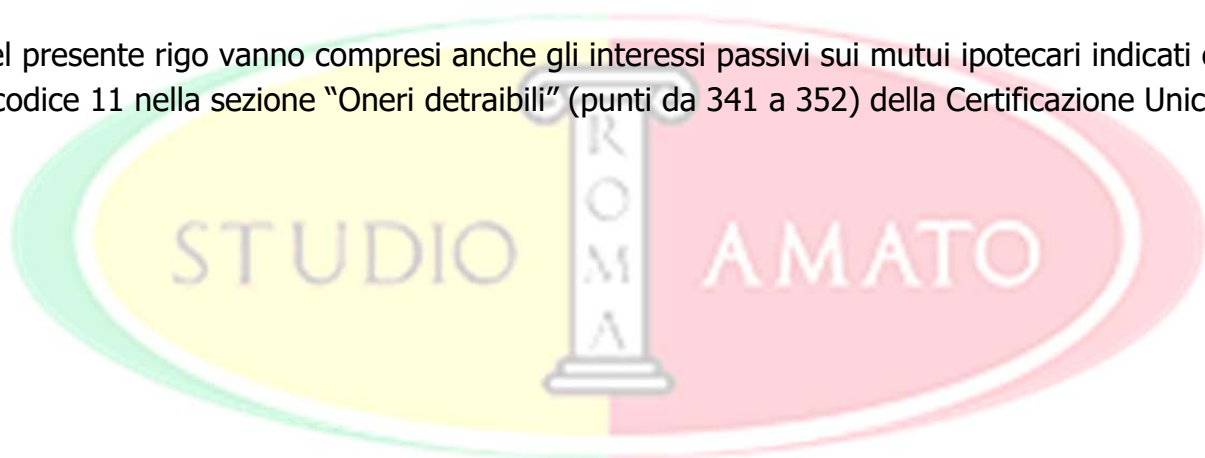 el presente rigo vanno compresi anche gli interessi passivi sui mutui ipotecari indicati
codice 11 nella sezione “Oneri detraibili” (punti da 341 a 352) della Certificazione Unic
STUDIO ROMA AMATO